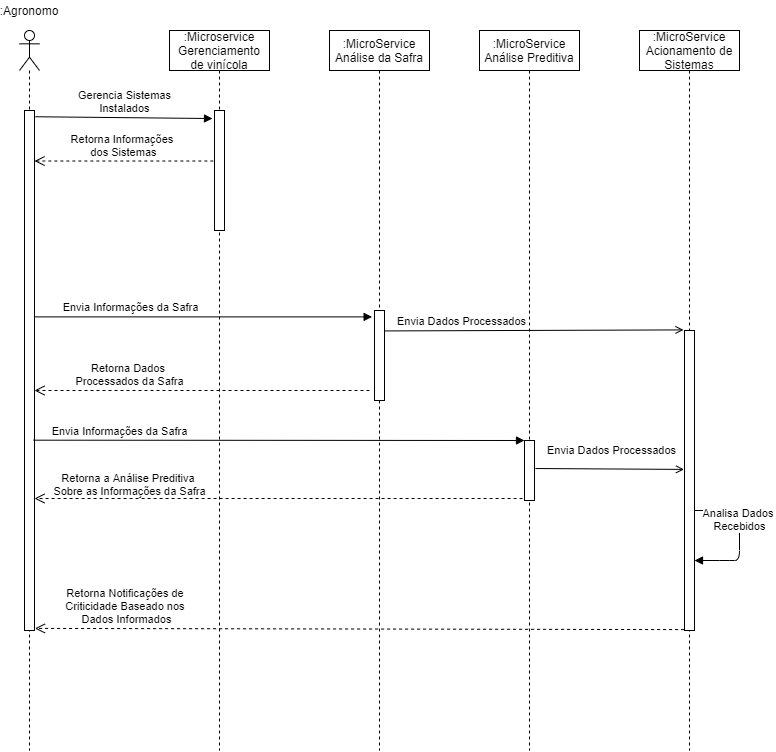 :Agronomo
:Microservice
Gerenciamento
de vinícola
:MicroService
Análise da Safra
:MicroService
Análise Preditiva
:MicroService
Acionamento de
Sistemas
Gerencia Sistemas
Instalados
Retorna Informações
dos Sistemas
Envia Informações da Safra
Envia Dados Processados
Retorna Dados
Processados da Safra
Envia Informações da Safra
Envia Dados Processados
Retorna a Análise Preditiva
Sobre as Informações da Safra
Analisa Dados
Recebidos
Retorna Notificações de
Criticidade Baseado nos
Dados Informados